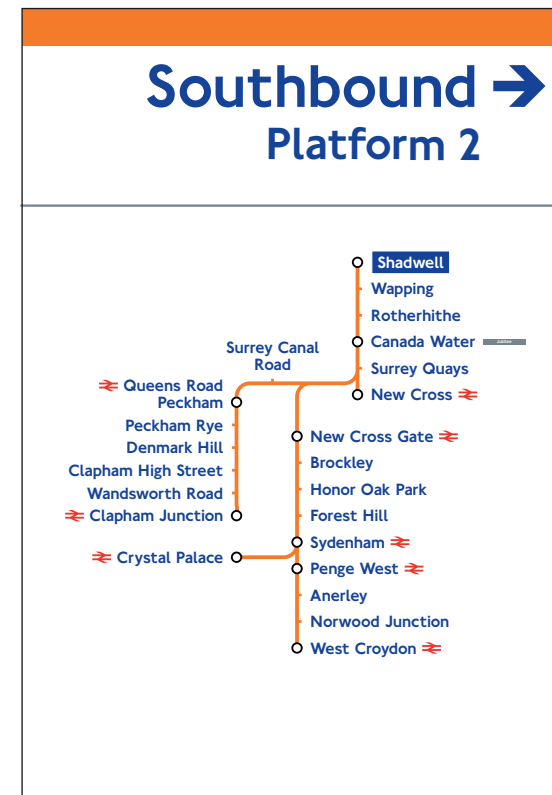 Southbound
Platform 2
Shadwell
Wapping
Rotherhithe
Canada Water
Jubilee
Surrey Quays
New Cross
Surrey Canal
Road
Queens Road
Peckham
Peckham Rye
Denmark Hill
Clapham High Street
Wandsworth Road
Clapham Junction
Crystal Palace
New Cross Gate
Brockley
Honor Oak Park
Forest Hill
Sydenham
Penge West
Anerley
Norwood Junction
West Croydon